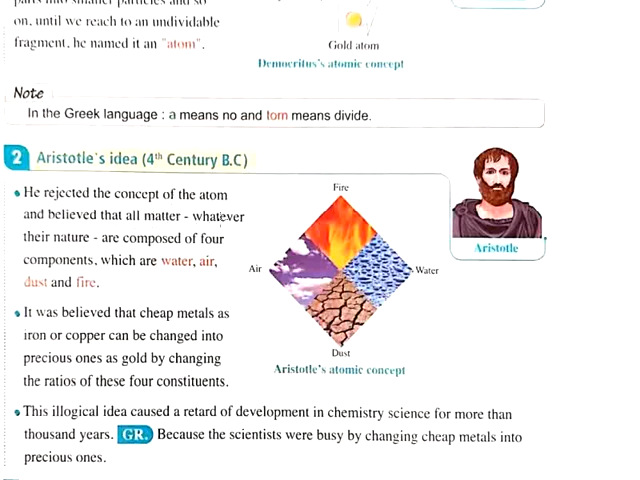 parts into smaller particles and so
on, until we reach to an undividable
fragment, he named it an "atom".
Gold atom
Democritus's atomic concept
Note
In the Greek language : a means no and tom means divide.
2 Aristotle's idea (4th Century B.C)
• He rejected the concept of the atom
and believed that all matter - whatever
their nature - are composed of four
components, which are water, air,
dust and fire.
• It was believed that cheap metals as
iron or copper can be changed into
precious ones as gold by changing
the ratios of these four constituents.
Fire
Air
Water
Dust
Aristotle's atomic concept
Aristotle
• This illogical idea caused a retard of development in chemistry science for more than
thousand years. GR. Because the scientists were busy by changing cheap metals into
precious ones.